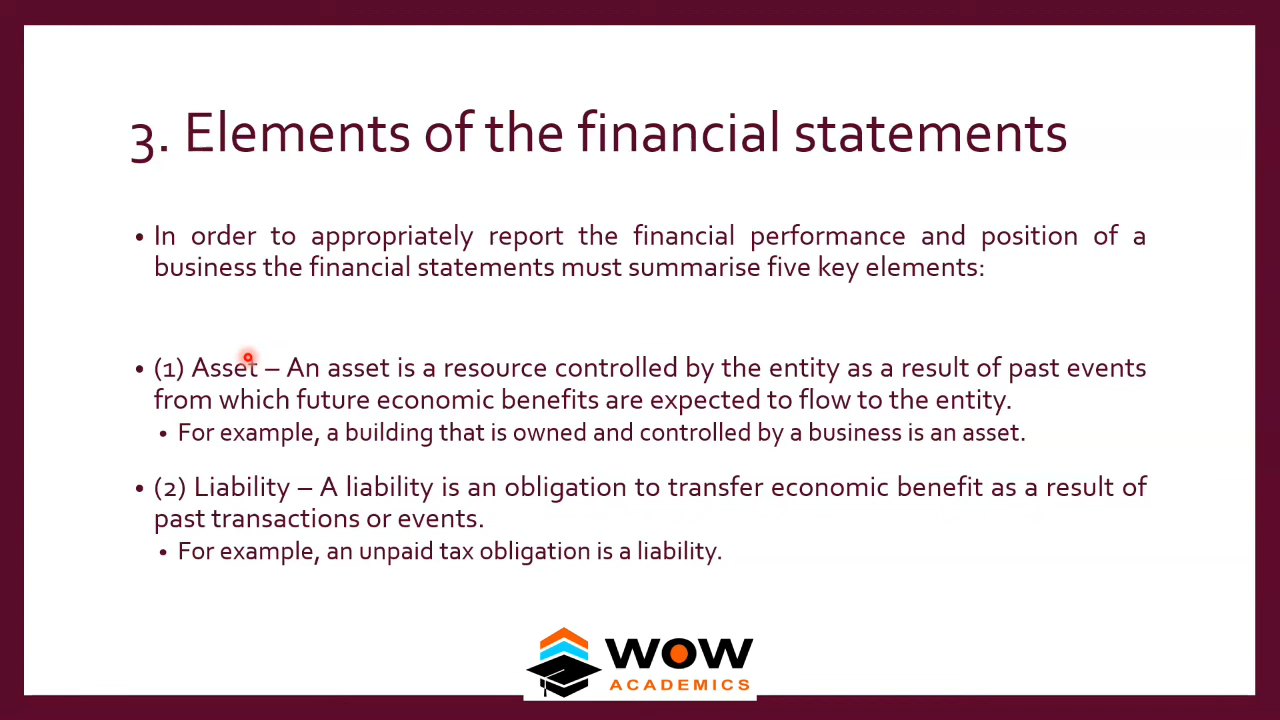 3. Elements of the financial statements
• In order to appropriately report the financial performance and position of a
business the financial statements must summarise five key elements:
• (1) Asset – An asset is a resource controlled by the entity as a result of past events
from which future economic benefits are expected to flow to the entity.
• For example, a building that is owned and controlled by a business is an asset.
• (2) Liability – A liability is an obligation to transfer economic benefit as a result of
past transactions or events.
• For example, an unpaid tax obligation is a liability.
WOW
ACADEMICS